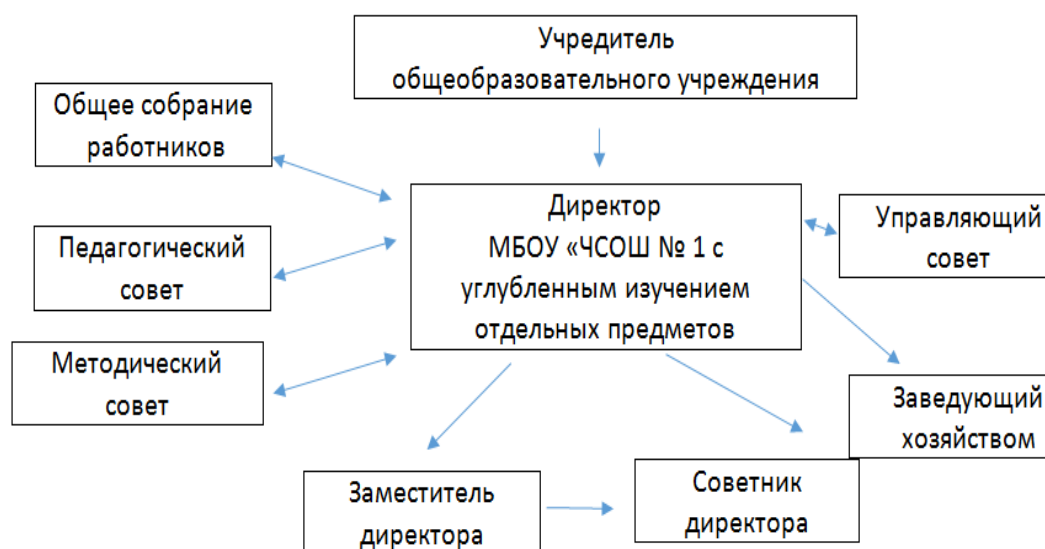 Учредитель
общеобразовательного учреждения
Общее собрание
работников
Директор
МБОУ «ЧСОШ № 1 с
углубленным изучением
отдельных предметов
Управляющий
совет
Педагогический
совет
Методический
совет
Заведующий
хозяйством
Заместитель
директора
Советник
директора